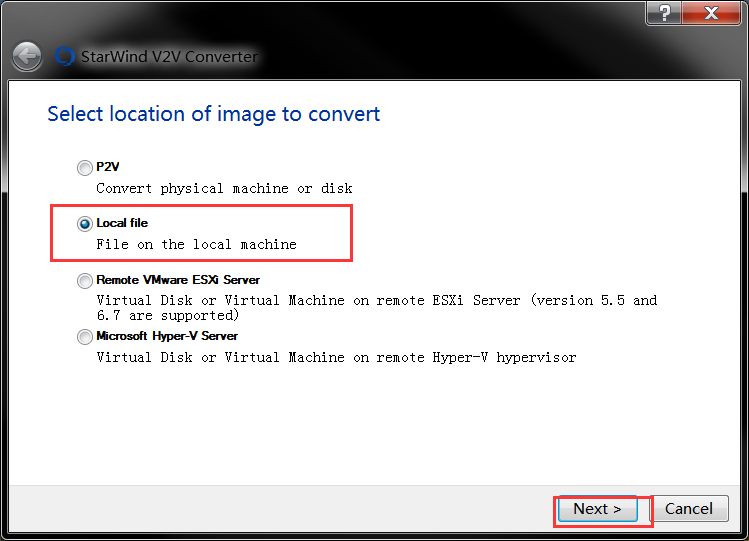 ?
StarWind V2V Converter
Select location of image to convert
P2V
Convert physical machine or disk
Local file
File on the local machine
Remote VMware ESXi Server
Virtual Disk or Virtual Machine on remote ESXi Server (version 5.5 and
6.7 are supported)
Microsoft Hyper-V Server
Virtual Disk or Virtual Machine on remote Hyper-V hypervisor
Next >
Cancel